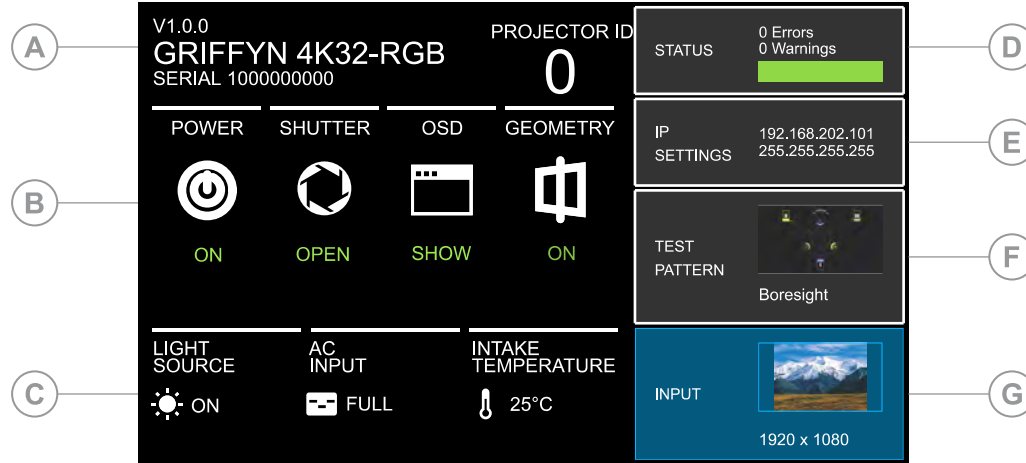 A
V1.0.0
GRIFFYN 4K32-RGB
SERIAL 1000000000
PROJECTOR ID
0
B
POWER
ON
SHUTTER
OPEN
OSD
SHOW
GEOMETRY
ON
C
LIGHT
SOURCE
ON
AC
INPUT
FULL
INTAKE
TEMPERATURE
25°C
D
STATUS
0 Errors
0 Warnings
E
IP
SETTINGS
192.168.202.101
255.255.255.255
F
TEST
PATTERN
Boresight
G
INPUT
1920 x 1080